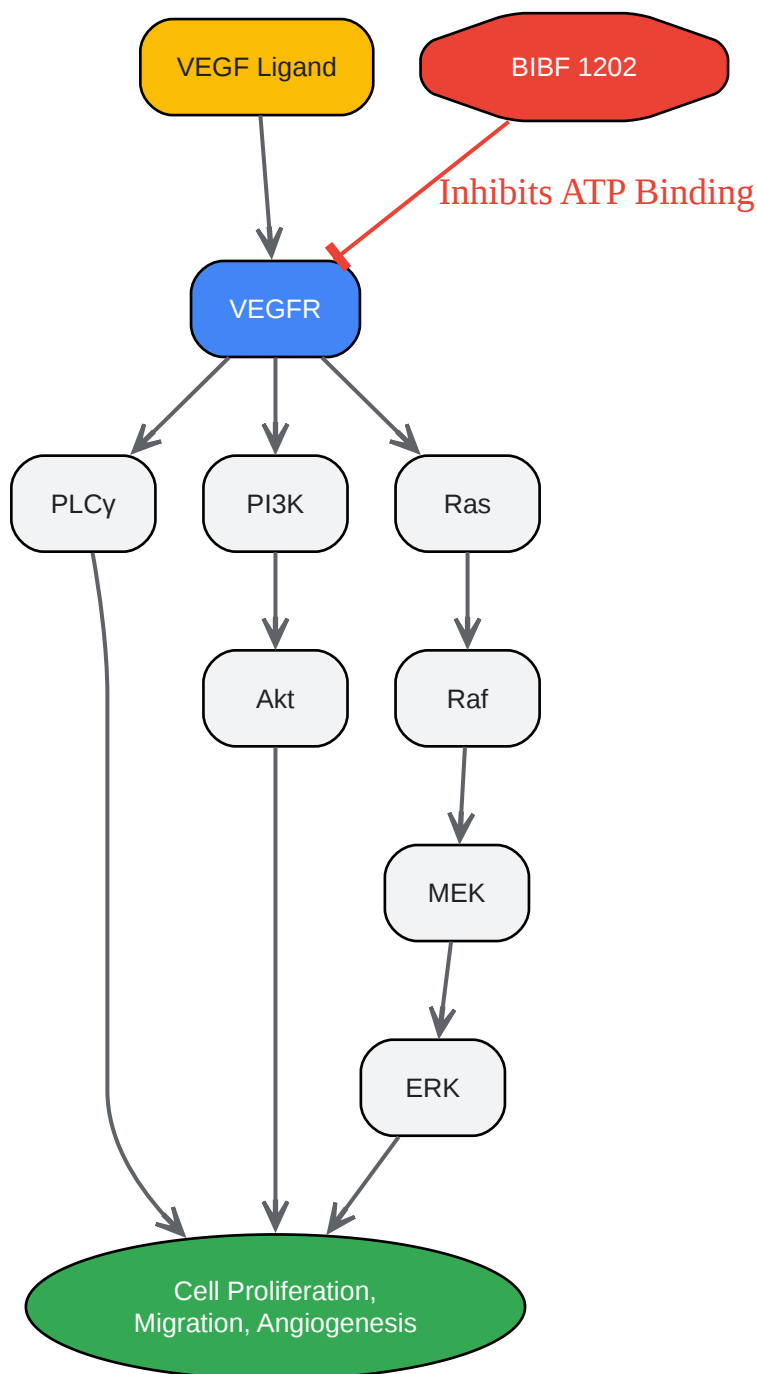 VEGF Ligand
BIBF 1202
Inhibits ATP Binding
VEGFR
PLCγ
PI3K
Ras
Akt
Raf
MEK
ERK
Cell Proliferation,
Migration, Angiogenesis